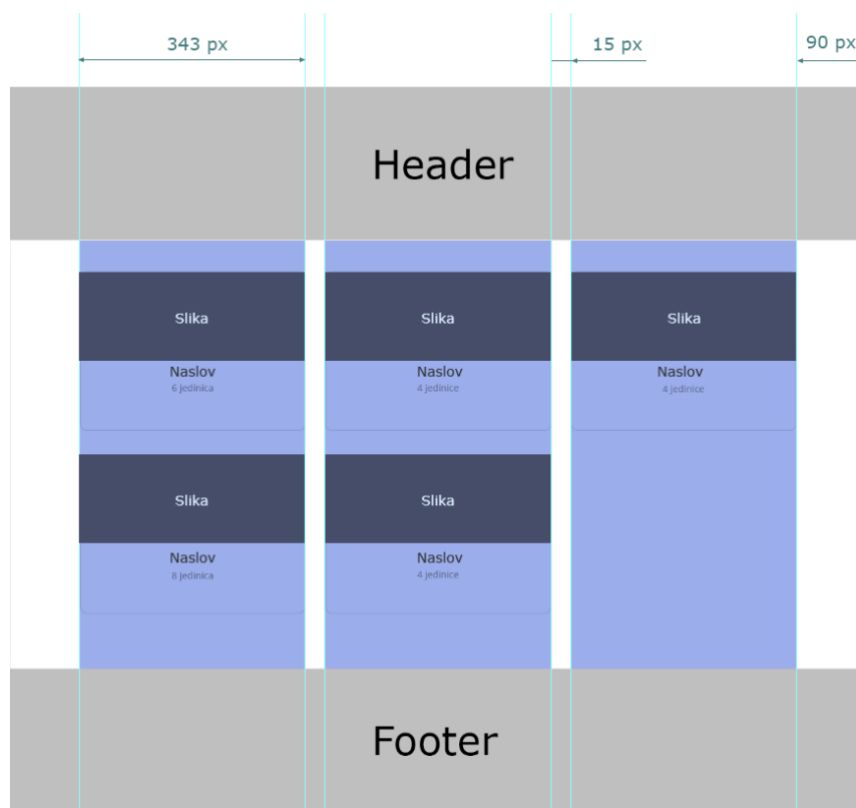 343 px
15 px
90 px
Header
Slika
Slika
Slika
Naslov
Naslov
Naslov
6 jedinica
4 jedinice
4 jedinice
Slika
Slika
Naslov
Naslov
8 jedinica
4 jedinice
Footer